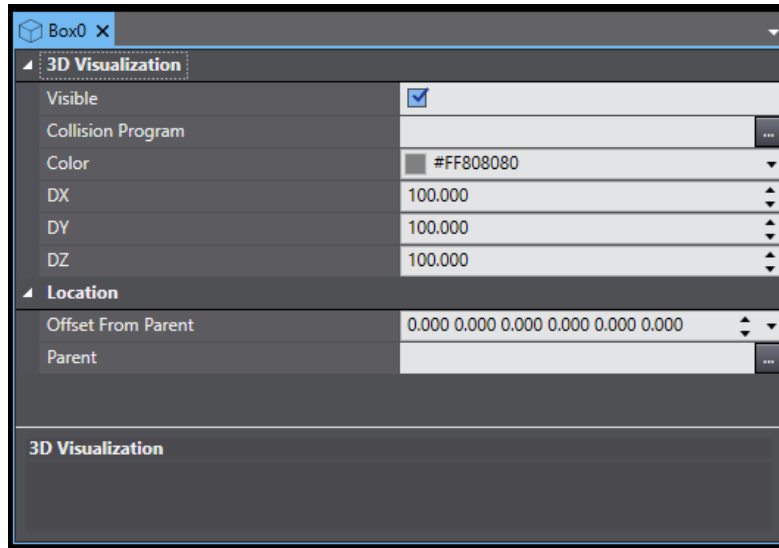 Box0
3D Visualization
Visible
Collision Program
...
Color #FF808080
DX 100.000
DY 100.000
DZ 100.000
Location
Offset From Parent 0.000 0.000 0.000 0.000 0.000 0.000
Parent
...
3D Visualization